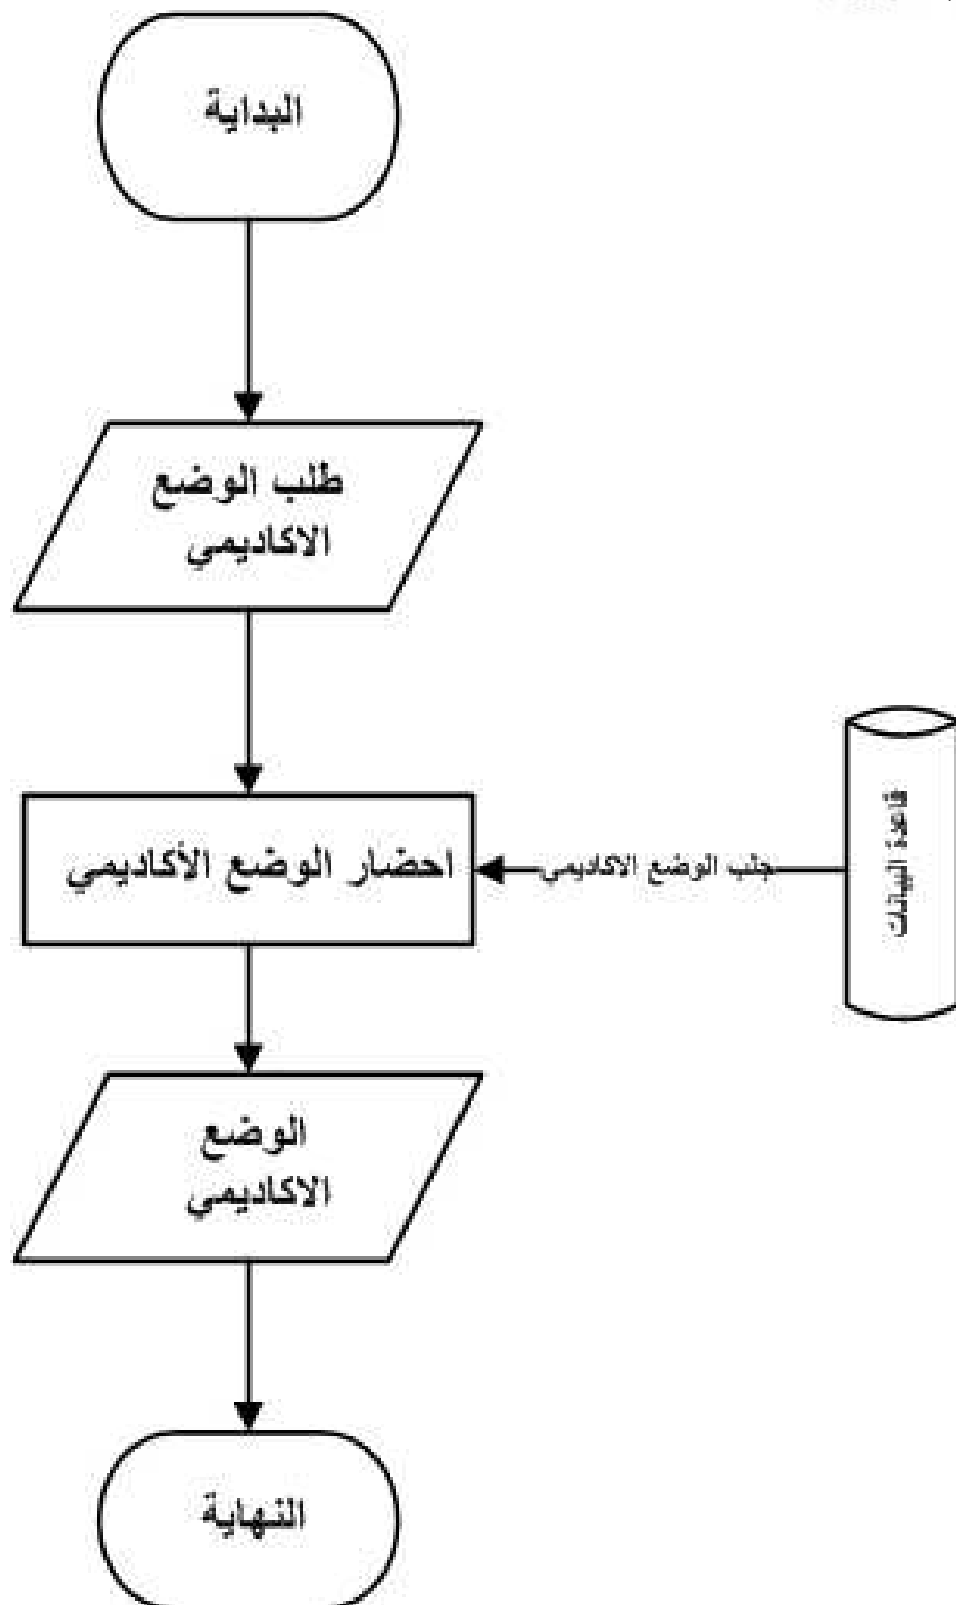 البداية
طلب الوضع
الاكاديمي
احضار الوضع الأكاديمي
جلب الوضع الاكاديمي
قاعدة البيانات
الوضع
الاكاديمي
النهاية